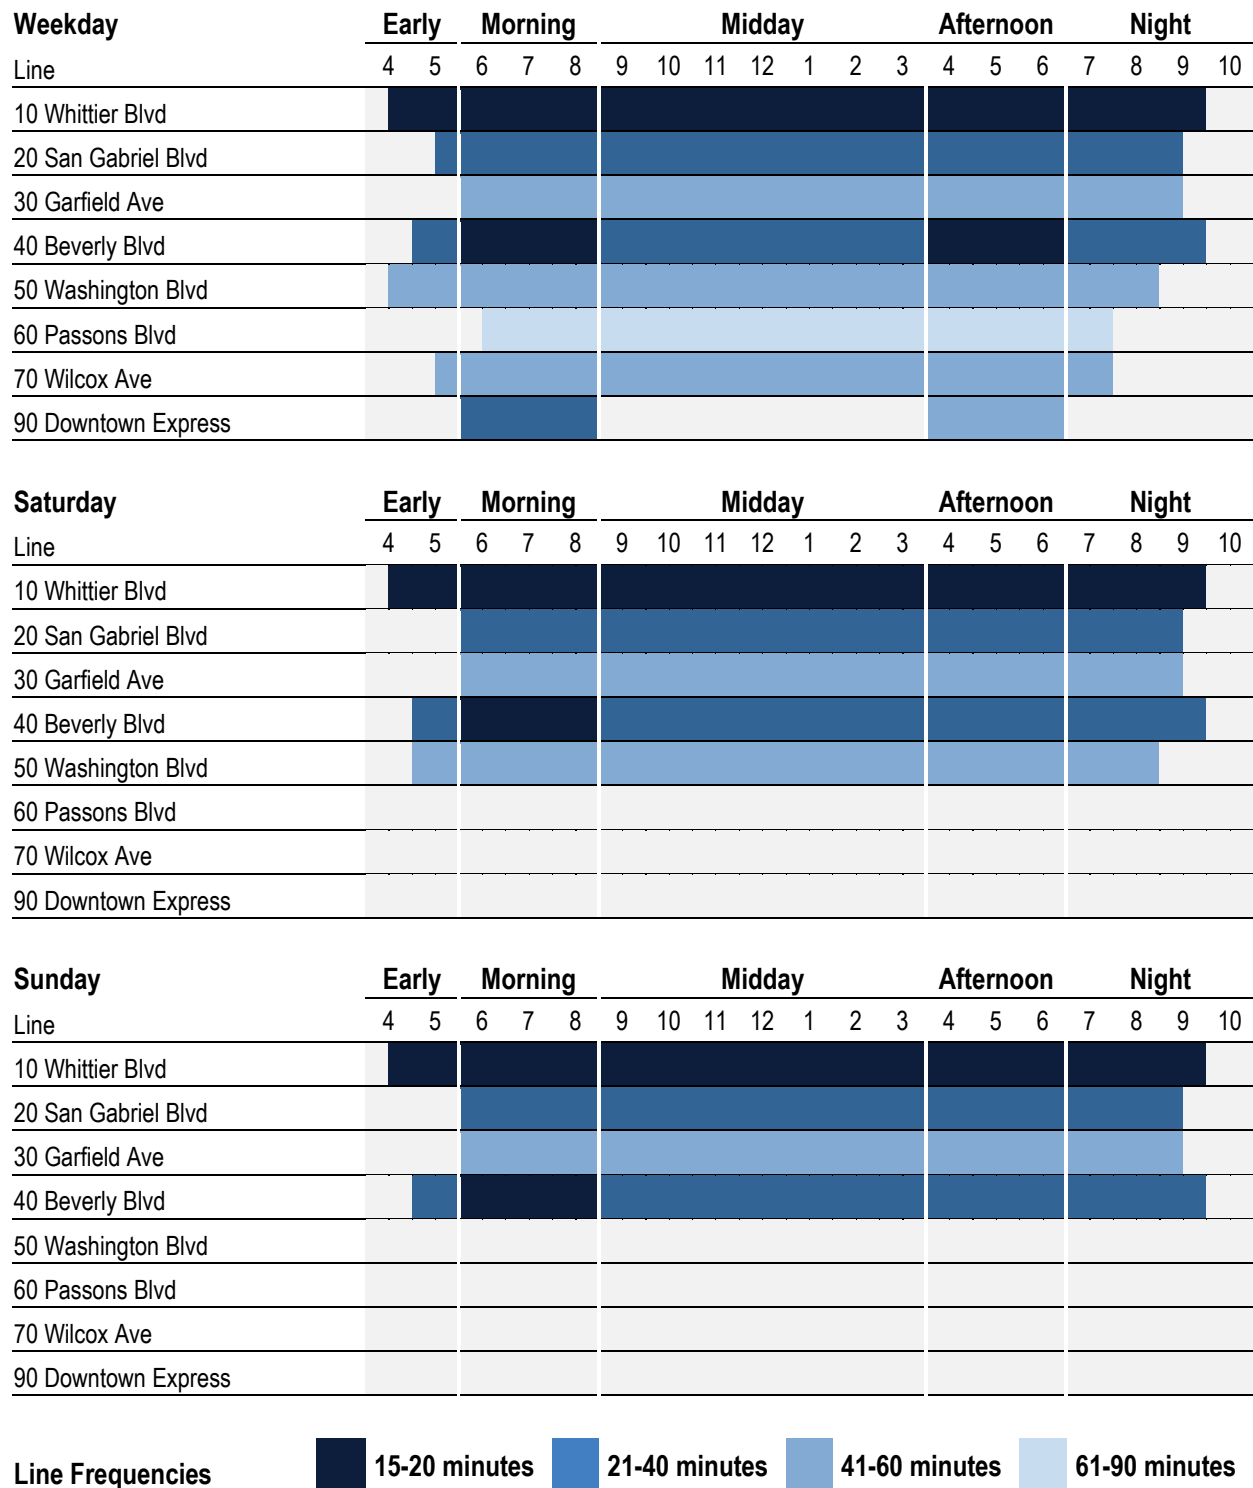 Weekday Early Morning Midday Afternoon Night
Line 4 5 6 7 8 9 10 11 12 1 2 3 4 5 6 7 8 9 10
10 Whittier Blvd
20 San Gabriel Blvd
30 Garfield Ave
40 Beverly Blvd
50 Washington Blvd
60 Passons Blvd
70 Wilcox Ave
90 Downtown Express
Saturday Early Morning Midday Afternoon Night
Line 4 5 6 7 8 9 10 11 12 1 2 3 4 5 6 7 8 9 10
10 Whittier Blvd
20 San Gabriel Blvd
30 Garfield Ave
40 Beverly Blvd
50 Washington Blvd
60 Passons Blvd
70 Wilcox Ave
90 Downtown Express
Sunday Early Morning Midday Afternoon Night
Line 4 5 6 7 8 9 10 11 12 1 2 3 4 5 6 7 8 9 10
10 Whittier Blvd
20 San Gabriel Blvd
30 Garfield Ave
40 Beverly Blvd
50 Washington Blvd
60 Passons Blvd
70 Wilcox Ave
90 Downtown Express
Line Frequencies 15-20 minutes 21-40 minutes 41-60 minutes 61-90 minutes